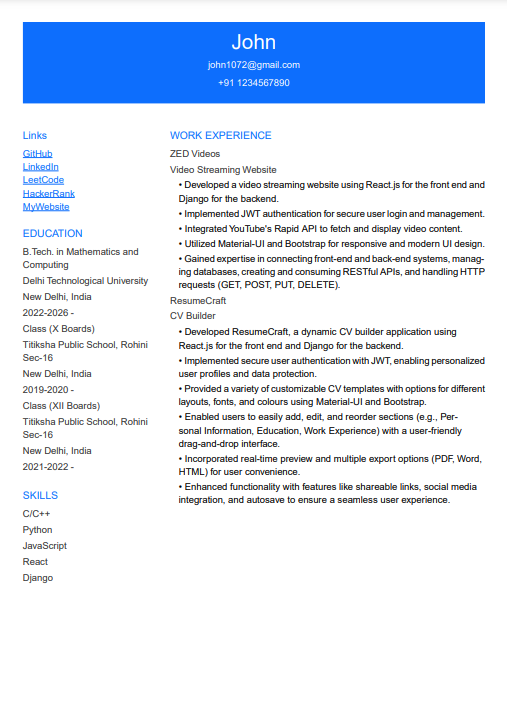 John
john1072@gmail.com
+91 1234567890
Links
GitHub
LinkedIn
LeetCode
HackerRank
MyWebsite
EDUCATION
B.Tech. in Mathematics and
Computing
Delhi Technological University
New Delhi, India
2022-2026 -
Class (X Boards)
Titiksha Public School, Rohini
Sec-16
New Delhi, India
2019-2020 -
Class (XII Boards)
Titiksha Public School, Rohini
Sec-16
New Delhi, India
2021-2022 -
SKILLS
C/C++
Python
JavaScript
React
Django
WORK EXPERIENCE
ZED Videos
Video Streaming Website
• Developed a video streaming website using React.js for the front end and
Django for the backend.
• Implemented JWT authentication for secure user login and management.
• Integrated YouTube's Rapid API to fetch and display video content.
• Utilized Material-UI and Bootstrap for responsive and modern UI design.
• Gained expertise in connecting front-end and back-end systems, manag-
ing databases, creating and consuming RESTful APIs, and handling HTTP
requests (GET, POST, PUT, DELETE).
ResumeCraft
CV Builder
• Developed ResumeCraft, a dynamic CV builder application using
React.js for the front end and Django for the backend.
• Implemented secure user authentication with JWT, enabling personalized
user profiles and data protection.
• Provided a variety of customizable CV templates with options for different
layouts, fonts, and colours using Material-UI and Bootstrap.
• Enabled users to easily add, edit, and reorder sections (e.g., Per-
sonal Information, Education, Work Experience) with a user-friendly
drag-and-drop interface.
• Incorporated real-time preview and multiple export options (PDF, Word,
HTML) for user convenience.
• Enhanced functionality with features like shareable links, social media
integration, and autosave to ensure a seamless user experience.